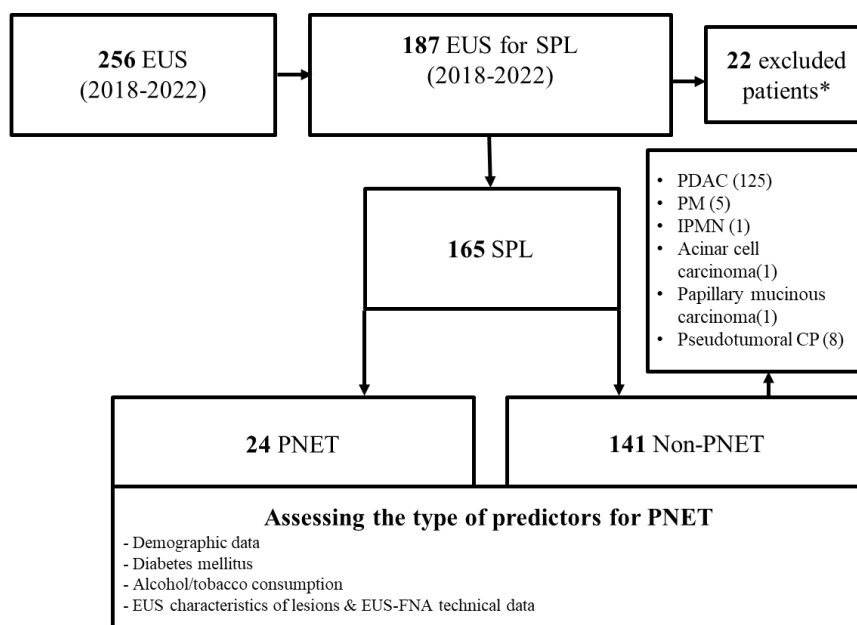 256 EUS
(2018-2022)
187 EUS for SPL
(2018-2022)
22 excluded
patients*
165 SPL
• PDAC (125)
• PM (5)
• IPMN (1)
• Acinar cell
carcinoma(1)
• Papillary mucinous
carcinoma(1)
• Pseudotumoral CP (8)
24 PNET
141 Non-PNET
Assessing the type of predictors for PNET
- Demographic data
- Diabetes mellitus
- Alcohol/tobacco consumption
- EUS characteristics of lesions & EUS-FNA technical data